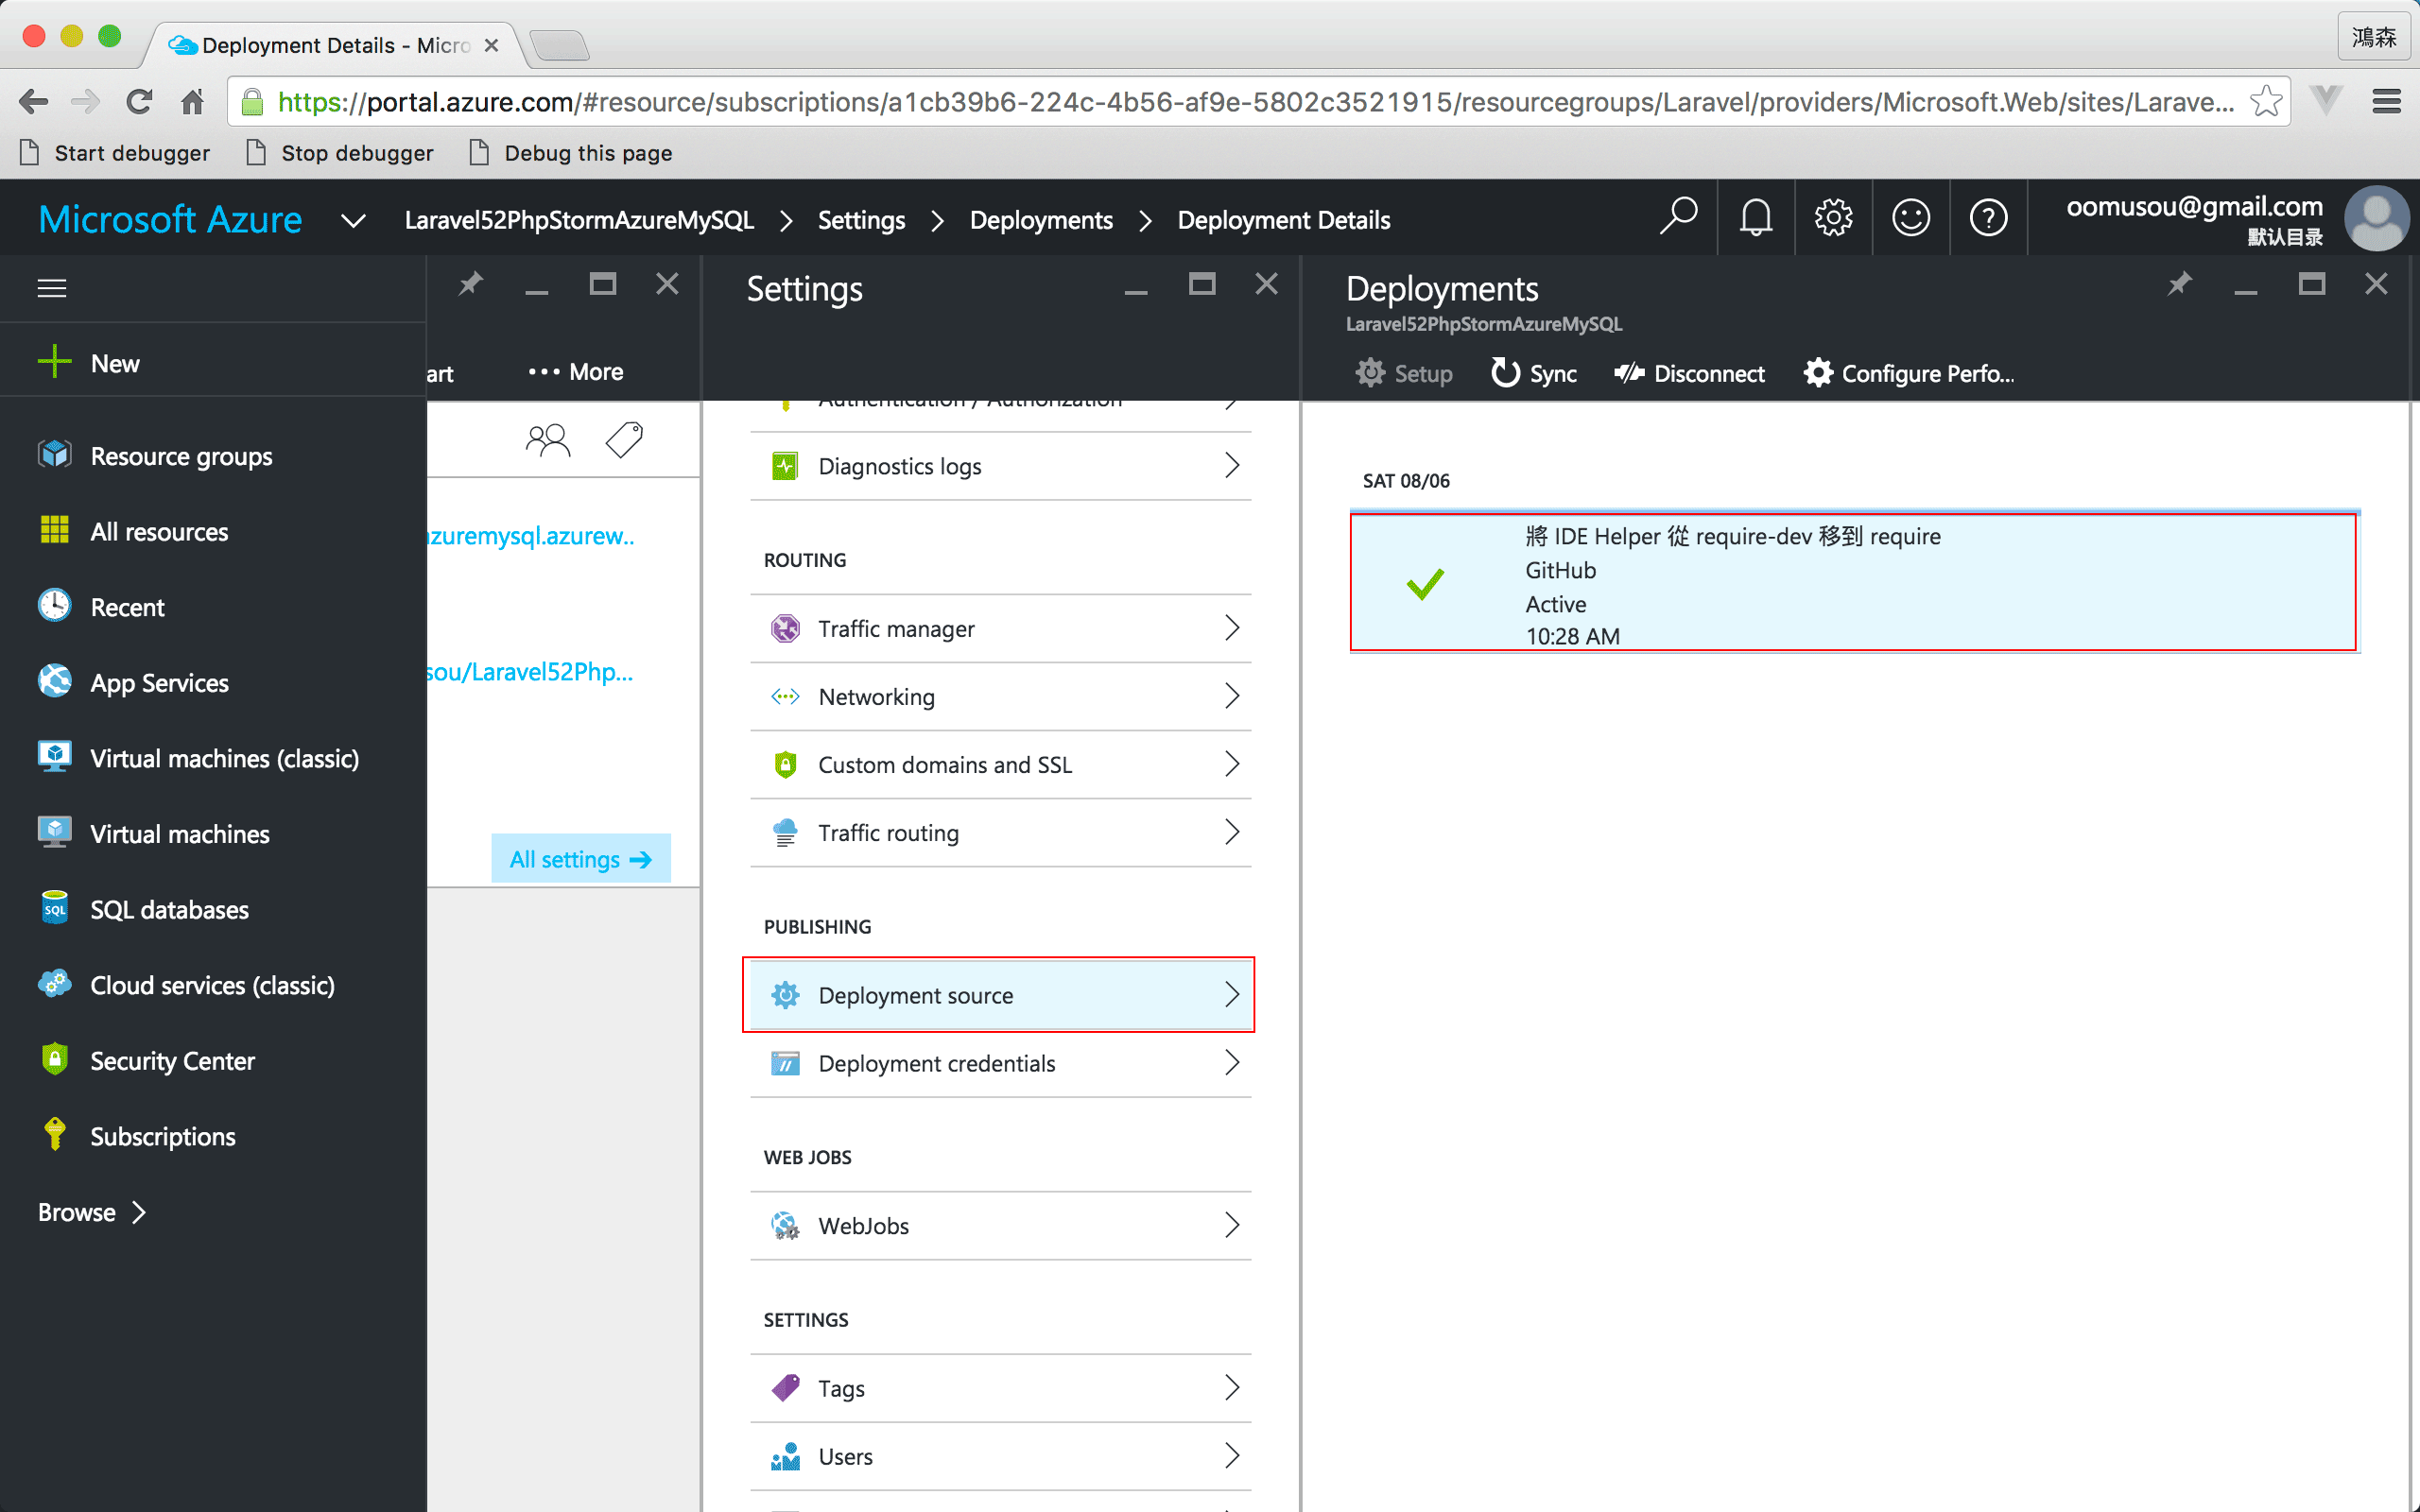 Deployment Details - Micro
鴻森
https://portal.azure.com/#resource/subscriptions/a1cb39b6-224c-4b56-af9e-5802c3521915/resourcegroups/Laravel/providers/Microsoft.Web/sites/Larave...
Start debugger
Stop debugger
Debug this page
Microsoft Azure
Laravel52PhpStormAzureMySQL
Settings
Deployments
Deployment Details
oomusou@gmail.com
默认目录
New
Resource groups
All resources
Recent
App Services
Virtual machines (classic)
Virtual machines
SQL
SQL databases
Cloud services (classic)
Security Center
Subscriptions
Browse
art
More
azuremysql.azurew..
sou/Laravel52Php...
All settings
Settings
Authentication / Authorization
Diagnostics logs
ROUTING
Traffic manager
Networking
Custom domains and SSL
Traffic routing
PUBLISHING
Deployment source
Deployment credentials
WEB JOBS
WebJobs
SETTINGS
Tags
Users
Deployments
Laravel52PhpStormAzureMySQL
Setup
Sync
Disconnect
Configure Perfo...
SAT 08/06
將 IDE Helper 從 require-dev 移到 require
GitHub
Active
10:28 AM